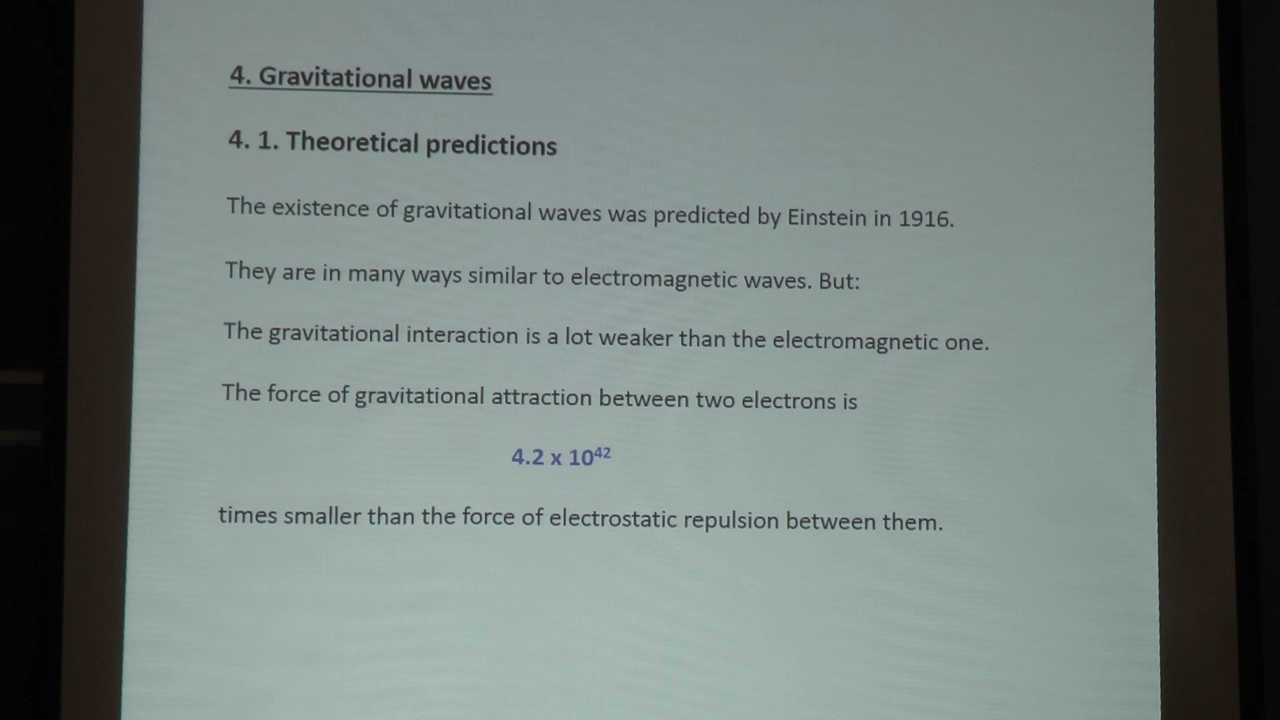 4. Gravitational waves
4. 1. Theoretical predictions
The existence of gravitational waves was predicted by Einstein in 1916.
They are in many ways similar to electromagnetic waves. But:
The gravitational interaction is a lot weaker than the electromagnetic one.
The force of gravitational attraction between two electrons is
4.2 x 10⁴²
times smaller than the force of electrostatic repulsion between them.